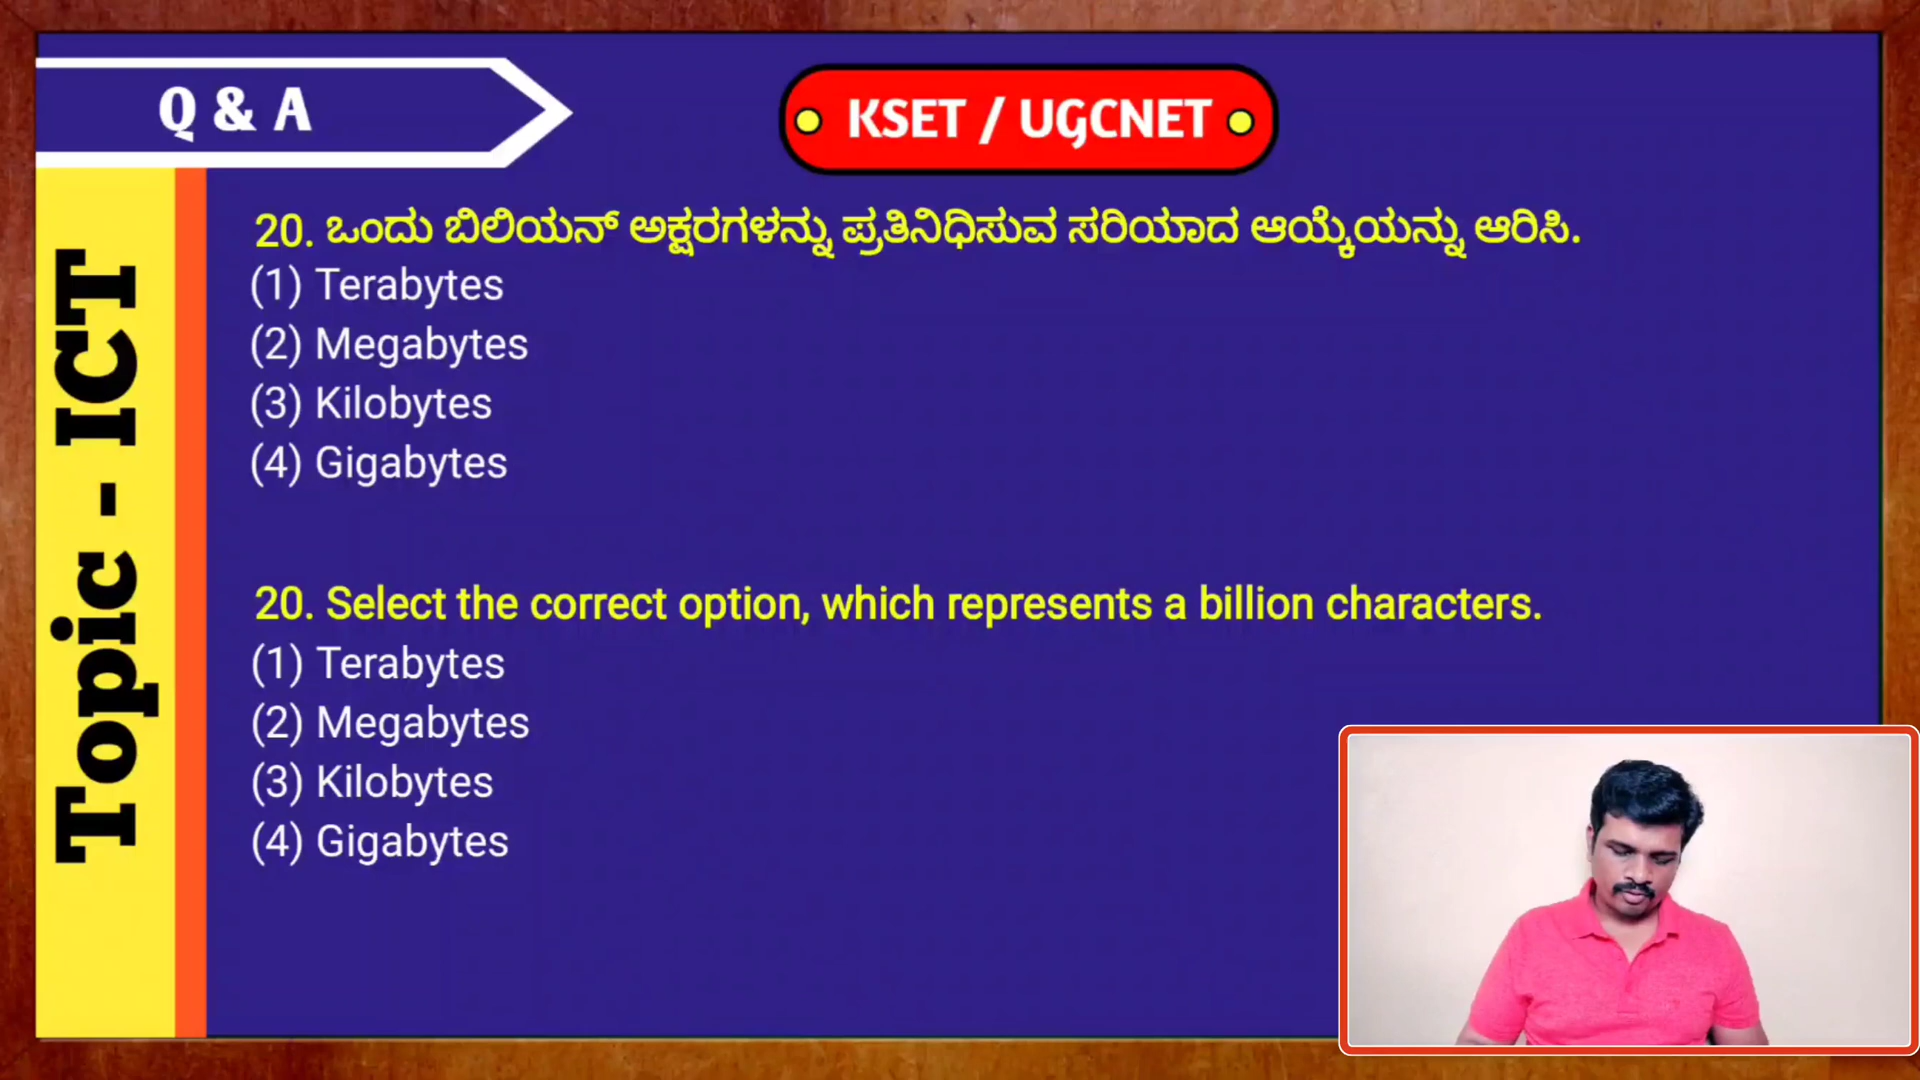 Q & A
KSET / UGCNET
Topic - ICT
20. ಒಂದು ಬಿಲಿಯನ್ ಅಕ್ಷರಗಳನ್ನು ಪ್ರತಿನಿಧಿಸುವ ಸರಿಯಾದ ಆಯ್ಕೆಯನ್ನು ಆರಿಸಿ.
(1) Terabytes
(2) Megabytes
(3) Kilobytes
(4) Gigabytes
20. Select the correct option, which represents a billion characters.
(1) Terabytes
(2) Megabytes
(3) Kilobytes
(4) Gigabytes